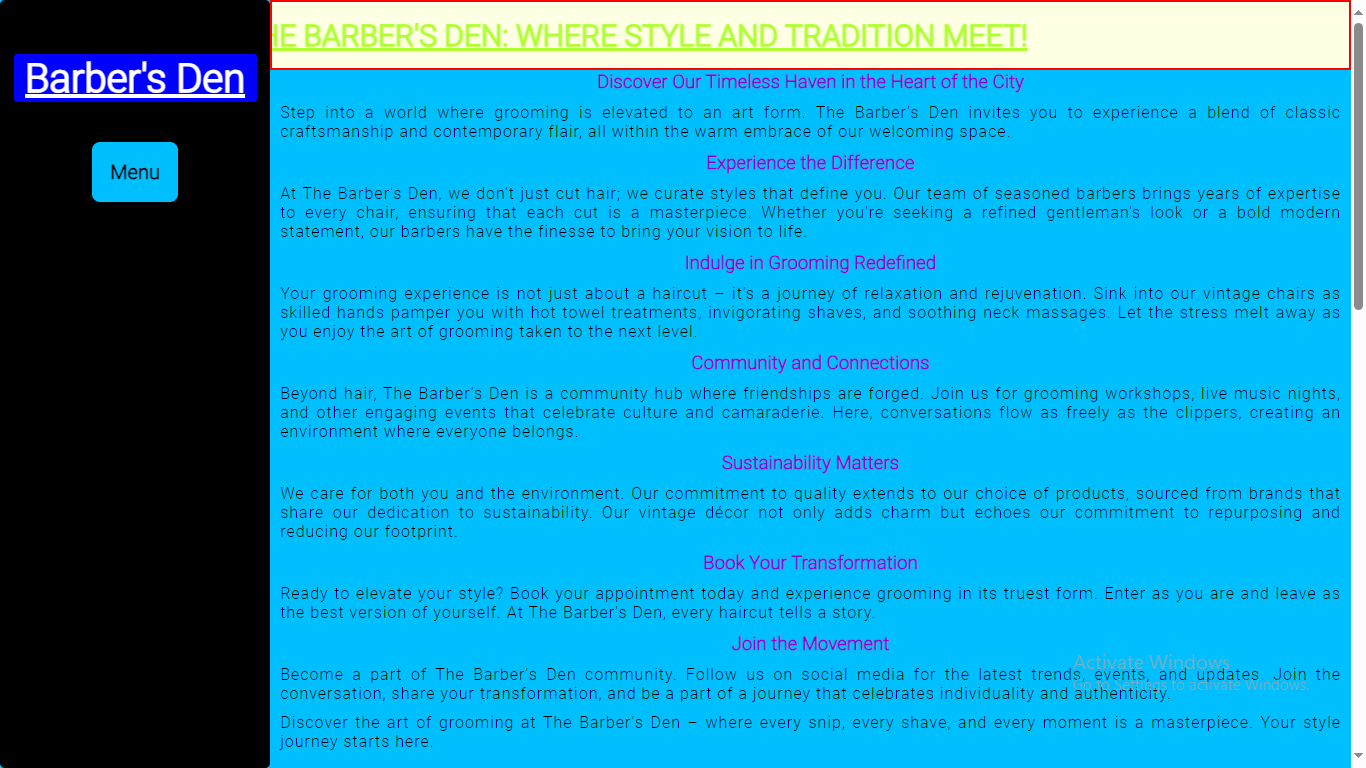 HE BARBER'S DEN: WHERE STYLE AND TRADITION MEET!
Barber's Den
Menu
Discover Our Timeless Haven in the Heart of the City
Step into a world where grooming is elevated to an art form. The Barber's Den invites you to experience a blend of classic
craftsmanship and contemporary flair, all within the warm embrace of our welcoming space.
Experience the Difference
At The Barber's Den, we don't just cut hair; we curate styles that define you. Our team of seasoned barbers brings years of expertise
to every chair, ensuring that each cut is a masterpiece. Whether you're seeking a refined gentleman's look or a bold modern
statement, our barbers have the finesse to bring your vision to life.
Indulge in Grooming Redefined
Your grooming experience is not just about a haircut – it's a journey of relaxation and rejuvenation. Sink into our vintage chairs as
skilled hands pamper you with hot towel treatments, invigorating shaves, and soothing neck massages. Let the stress melt away as
you enjoy the art of grooming taken to the next level.
Community and Connections
Beyond hair, The Barber's Den is a community hub where friendships are forged. Join us for grooming workshops, live music nights,
and other engaging events that celebrate culture and camaraderie. Here, conversations flow as freely as the clippers, creating an
environment where everyone belongs.
Sustainability Matters
We care for both you and the environment. Our commitment to quality extends to our choice of products, sourced from brands that
share our dedication to sustainability. Our vintage décor not only adds charm but echoes our commitment to repurposing and
reducing our footprint.
Book Your Transformation
Ready to elevate your style? Book your appointment today and experience grooming in its truest form. Enter as you are and leave as
the best version of yourself. At The Barber's Den, every haircut tells a story.
Join the Movement
Become a part of The Barber's Den community. Follow us on social media for the latest trends, events, and updates. Join the
conversation, share your transformation, and be a part of a journey that celebrates individuality and authenticity.
Activate Windows
Go to Settings to activate Windows.
Discover the art of grooming at The Barber's Den – where every snip, every shave, and every moment is a masterpiece. Your style
journey starts here.